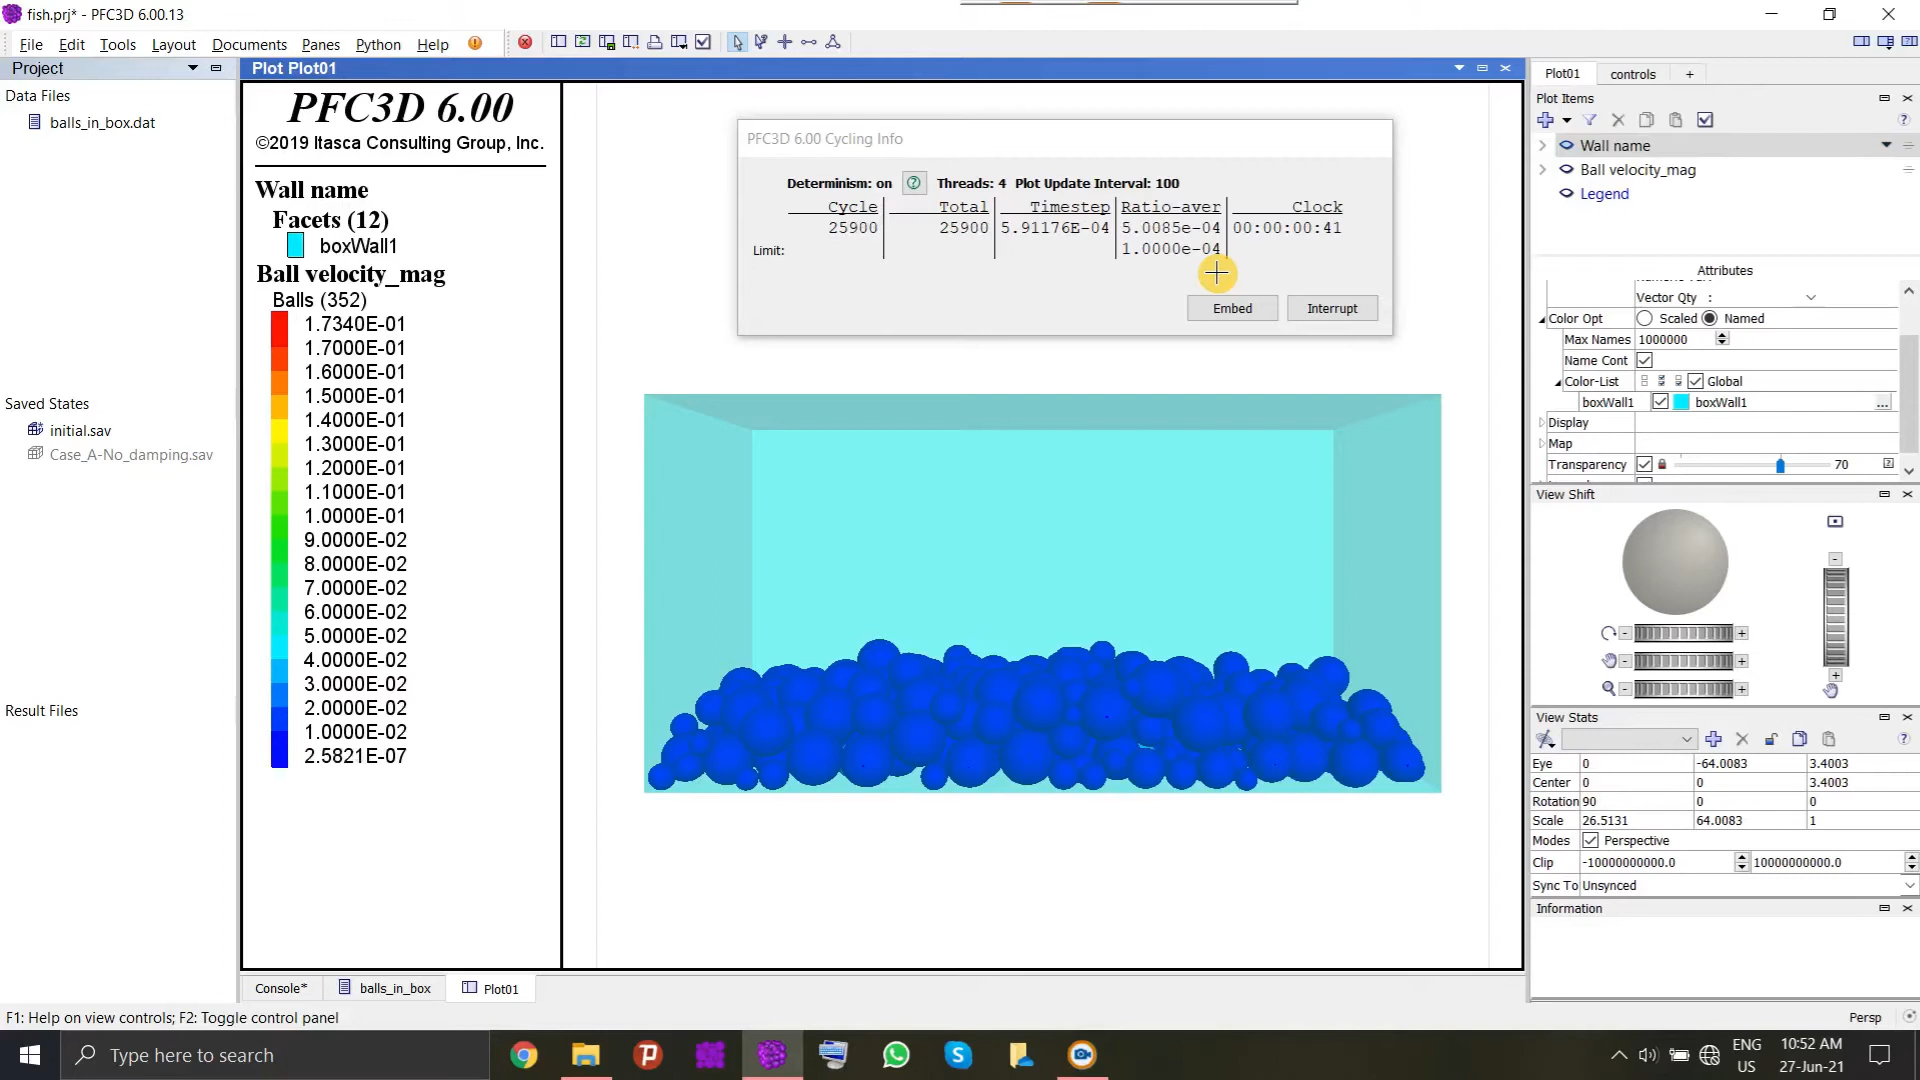 fish.prj* - PFC3D 6.00.13
File Edit Tools Layout Documents Panes Python Help
Project
Data Files
balls_in_box.dat
Saved States
initial.sav
Case_A-No_damping.sav
Result Files
Plot Plot01
PFC3D 6.00
©2019 Itasca Consulting Group, Inc.
Wall name
Facets (12)
boxWall1
Ball velocity_mag
Balls (352)
1.7340E-01
1.7000E-01
1.6000E-01
1.5000E-01
1.4000E-01
1.3000E-01
1.2000E-01
1.1000E-01
1.0000E-01
9.0000E-02
8.0000E-02
7.0000E-02
6.0000E-02
5.0000E-02
4.0000E-02
3.0000E-02
2.0000E-02
1.0000E-02
2.5821E-07
PFC3D 6.00 Cycling Info
Determinism: on Threads: 4 Plot Update Interval: 100
Cycle Total Timestep Ratio-aver Clock
25900 25900 5.91176E-04 5.0085e-04 00:00:00:41
Limit: 1.0000e-04
Embed Interrupt
Console* balls_in_box Plot01
Plot01 controls +
Plot Items
Wall name
Ball velocity_mag
Legend
Attributes
Vector Qty :
Color Opt Scaled Named
Max Names 1000000
Name Cont
Color-List Global
boxWall1 boxWall1 ...
Display
Map
Transparency 70
View Shift
View Stats
Eye 0 -64.0083 3.4003
Center 0 0 3.4003
Rotation 90 0 0
Scale 26.5131 64.0083 1
Modes Perspective
Clip -10000000000.0 10000000000.0
Sync To Unsynced
Information
F1: Help on view controls; F2: Toggle control panel
Persp
Type here to search
ENG
US
10:52 AM
27-Jun-21